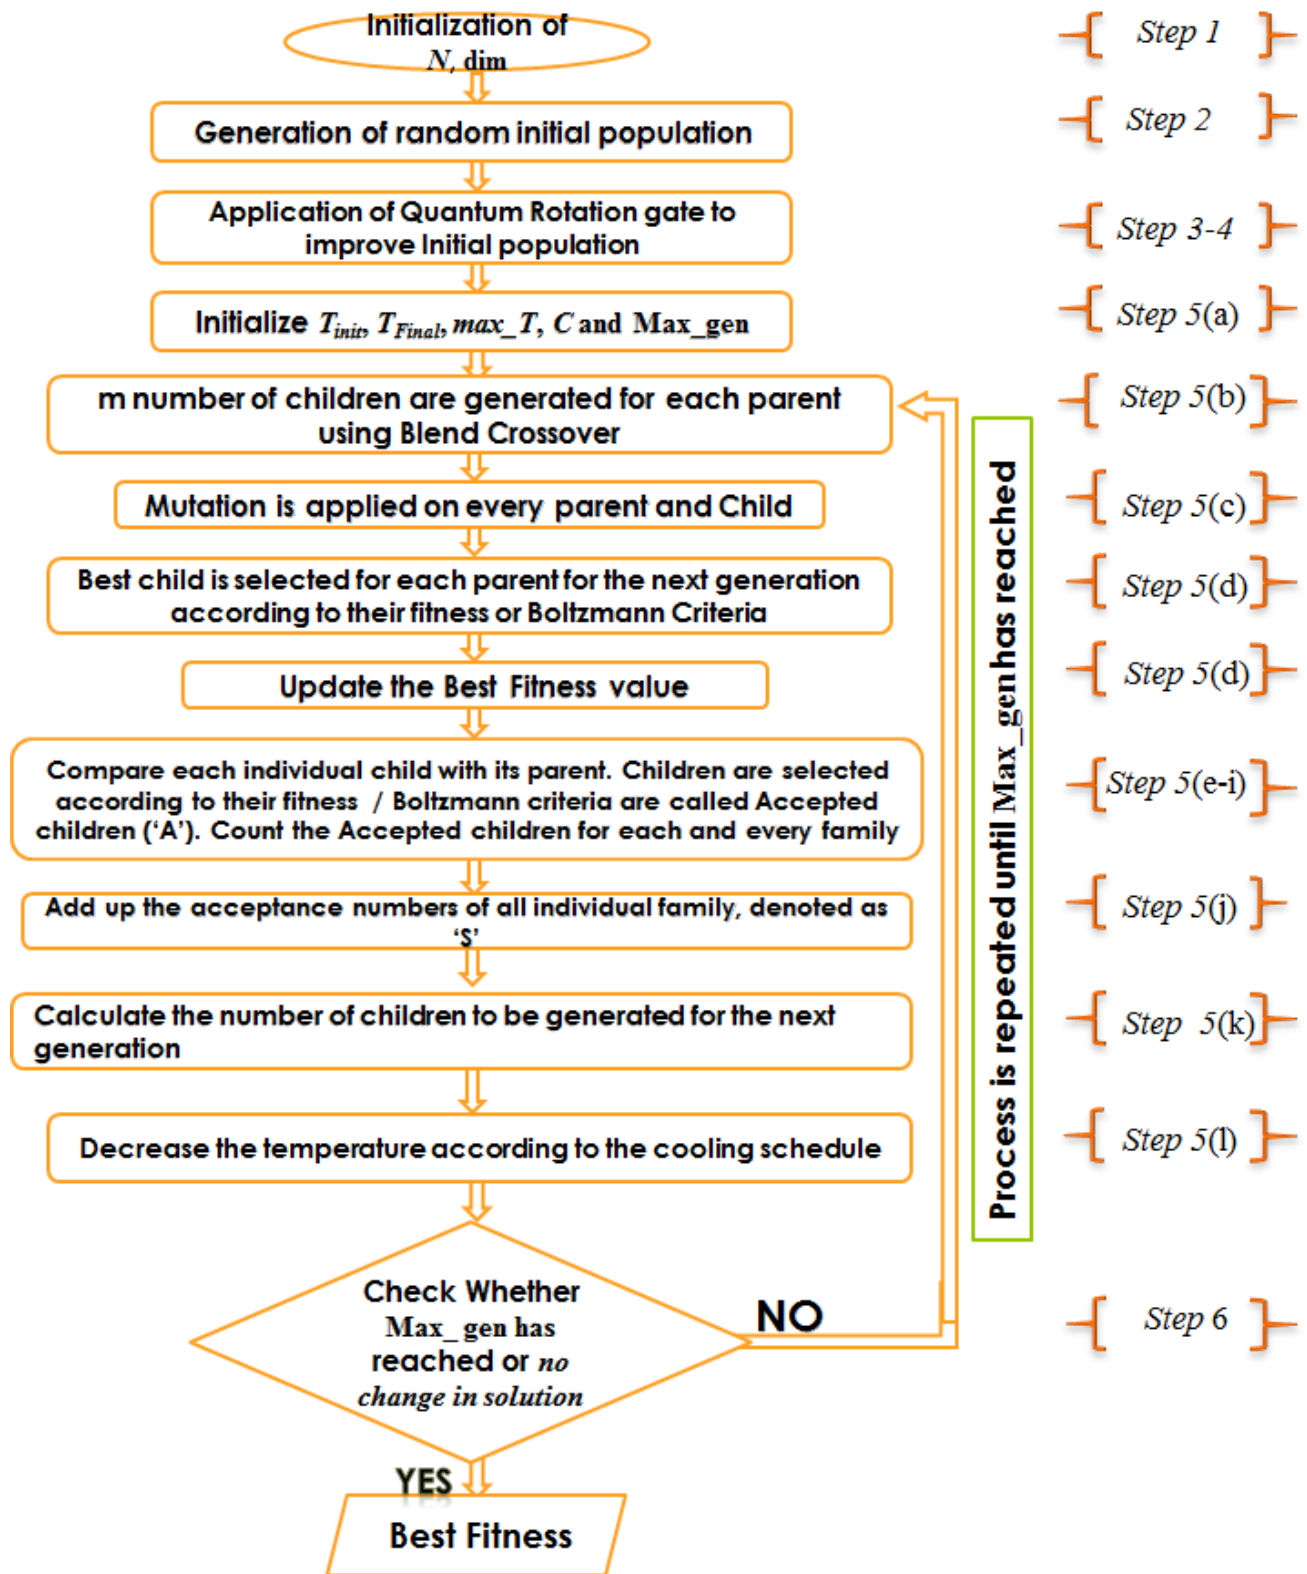 Initialization of
N, dim
Step 1
Generation of random initial population
Step 2
Application of Quantum Rotation gate to
improve Initial population
Step 3-4
Initialize T_init, T_Final, max_T, C and Max_gen
Step 5(a)
m number of children are generated for each parent
using Blend Crossover
Step 5(b)
Mutation is applied on every parent and Child
Step 5(c)
Best child is selected for each parent for the next generation
according to their fitness or Boltzmann Criteria
Step 5(d)
Update the Best Fitness value
Step 5(d)
Compare each individual child with its parent. Children are selected
according to their fitness / Boltzmann criteria are called Accepted
children (‘A’). Count the Accepted children for each and every family
Step 5(e-i)
Add up the acceptance numbers of all individual family, denoted as
‘S’
Step 5(j)
Calculate the number of children to be generated for the next
generation
Step 5(k)
Decrease the temperature according to the cooling schedule
Step 5(l)
Process is repeated until Max_gen has reached
Check Whether
Max_ gen has
reached or no
change in solution
NO
Step 6
YES
Best Fitness